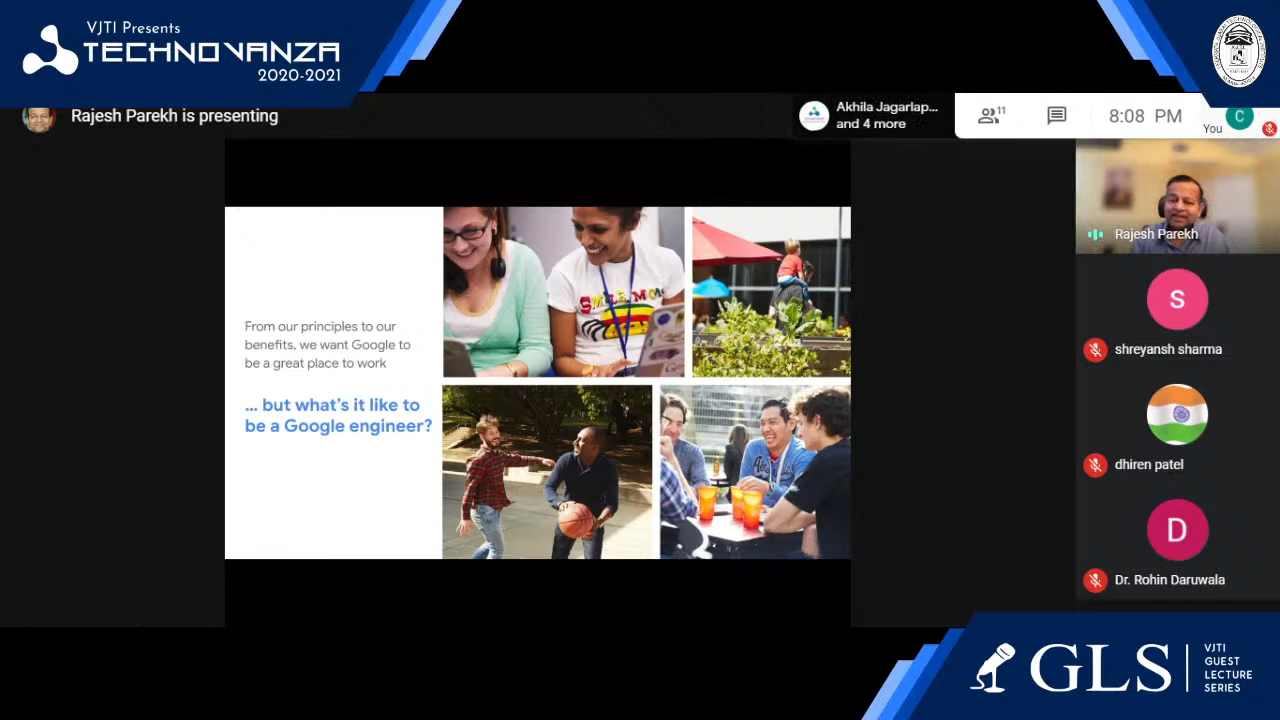 VJTI Presents
TECHNOVANZA
2020-2021
Rajesh Parekh is presenting
Akhila Jagarlap...
and 4 more
11
8:08 PM
You
C
Rajesh Parekh
S
shreyansh sharma
dhiren patel
D
Dr. Rohin Daruwala
From our principles to our
benefits, we want Google to
be a great place to work
... but what's it like to
be a Google engineer?
GLS
VJTI
GUEST
LECTURE
SERIES